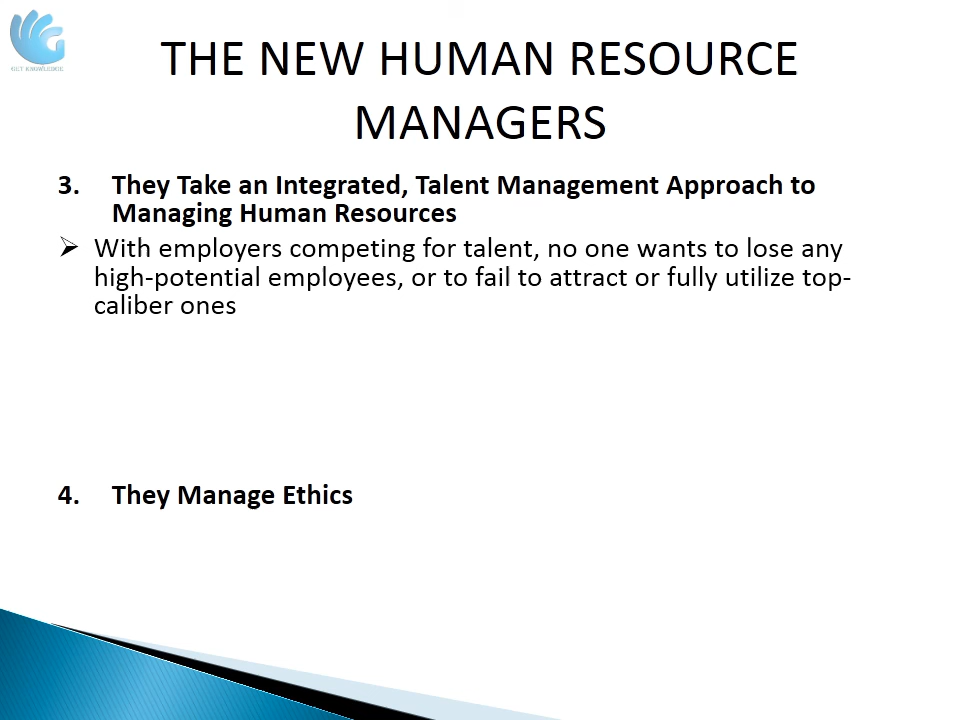 GET KNOWLEDGE
THE NEW HUMAN RESOURCE
MANAGERS
3. They Take an Integrated, Talent Management Approach to
Managing Human Resources
➢ With employers competing for talent, no one wants to lose any
high-potential employees, or to fail to attract or fully utilize top-
caliber ones
4. They Manage Ethics